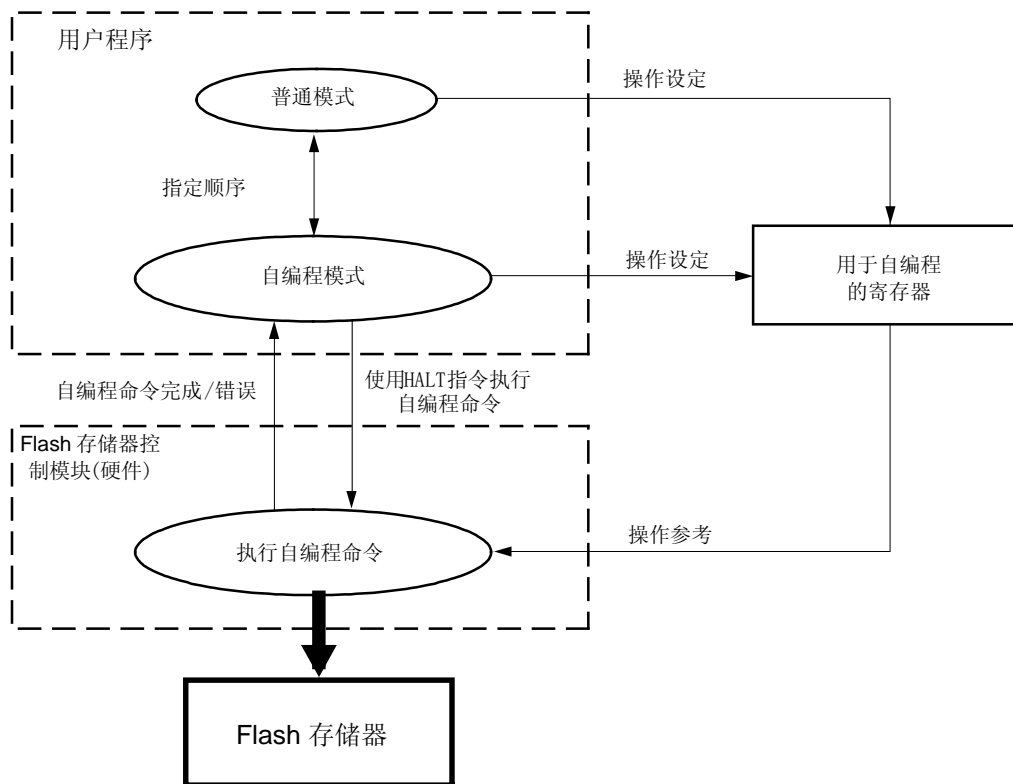 用户程序
普通模式
操作设定
指定顺序
自编程模式
操作设定
用于自编程
的寄存器
自编程命令完成/错误
使用HALT指令执行
自编程命令
Flash 存储器控
制模块(硬件)
执行自编程命令
操作参考
Flash 存储器